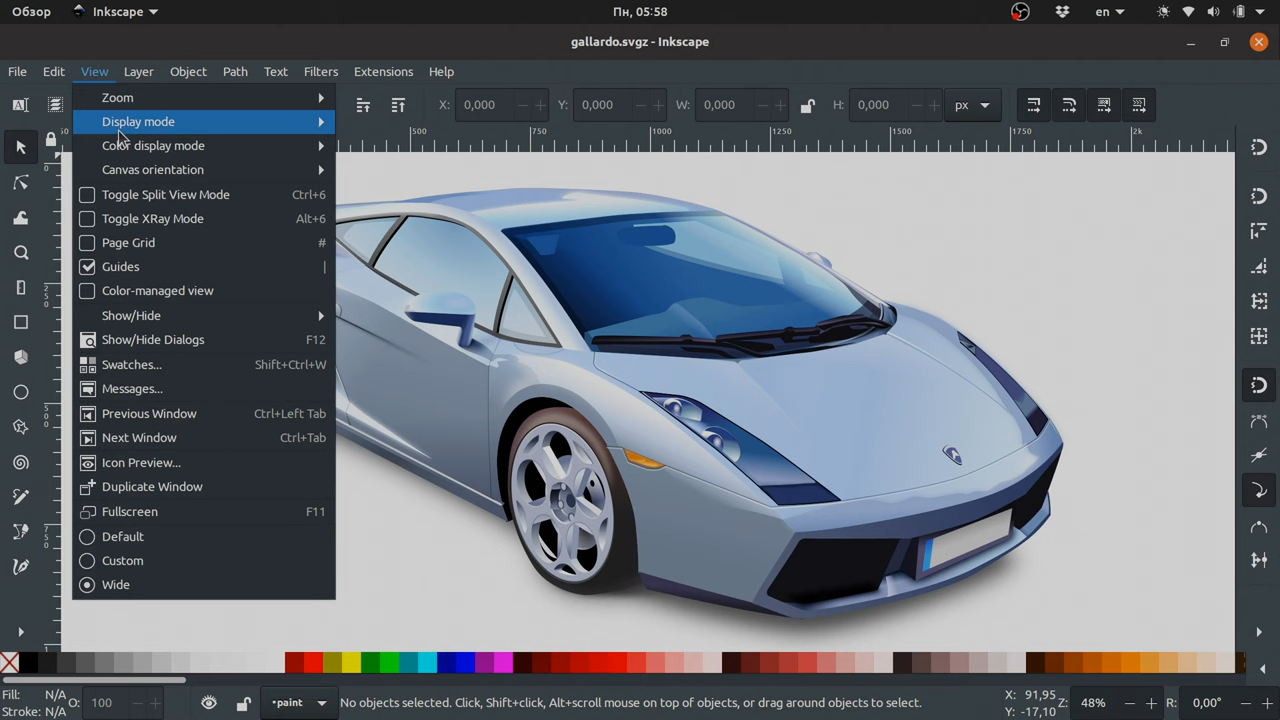 Обзор Inkscape Пн, 05:58 en
gallardo.svgz - Inkscape
File Edit View Layer Object Path Text Filters Extensions Help
X: 0,000 Y: 0,000 W: 0,000 H: 0,000 px
500 750 1000 1250 1500 1750 2k
0
250
500
750
1
Zoom
Display mode
Color display mode
Canvas orientation
Toggle Split View Mode Ctrl+6
Toggle XRay Mode Alt+6
Page Grid #
Guides |
Color-managed view
Show/Hide
Show/Hide Dialogs F12
Swatches... Shift+Ctrl+W
Messages...
Previous Window Ctrl+Left Tab
Next Window Ctrl+Tab
Icon Preview...
Duplicate Window
Fullscreen F11
Default
Custom
Wide
Fill: N/A
Stroke: N/A
O: 100
•paint
No objects selected. Click, Shift+click, Alt+scroll mouse on top of objects, or drag around objects to select.
X: 91,95
Y: -17,10
Z: 48% R: 0,00°